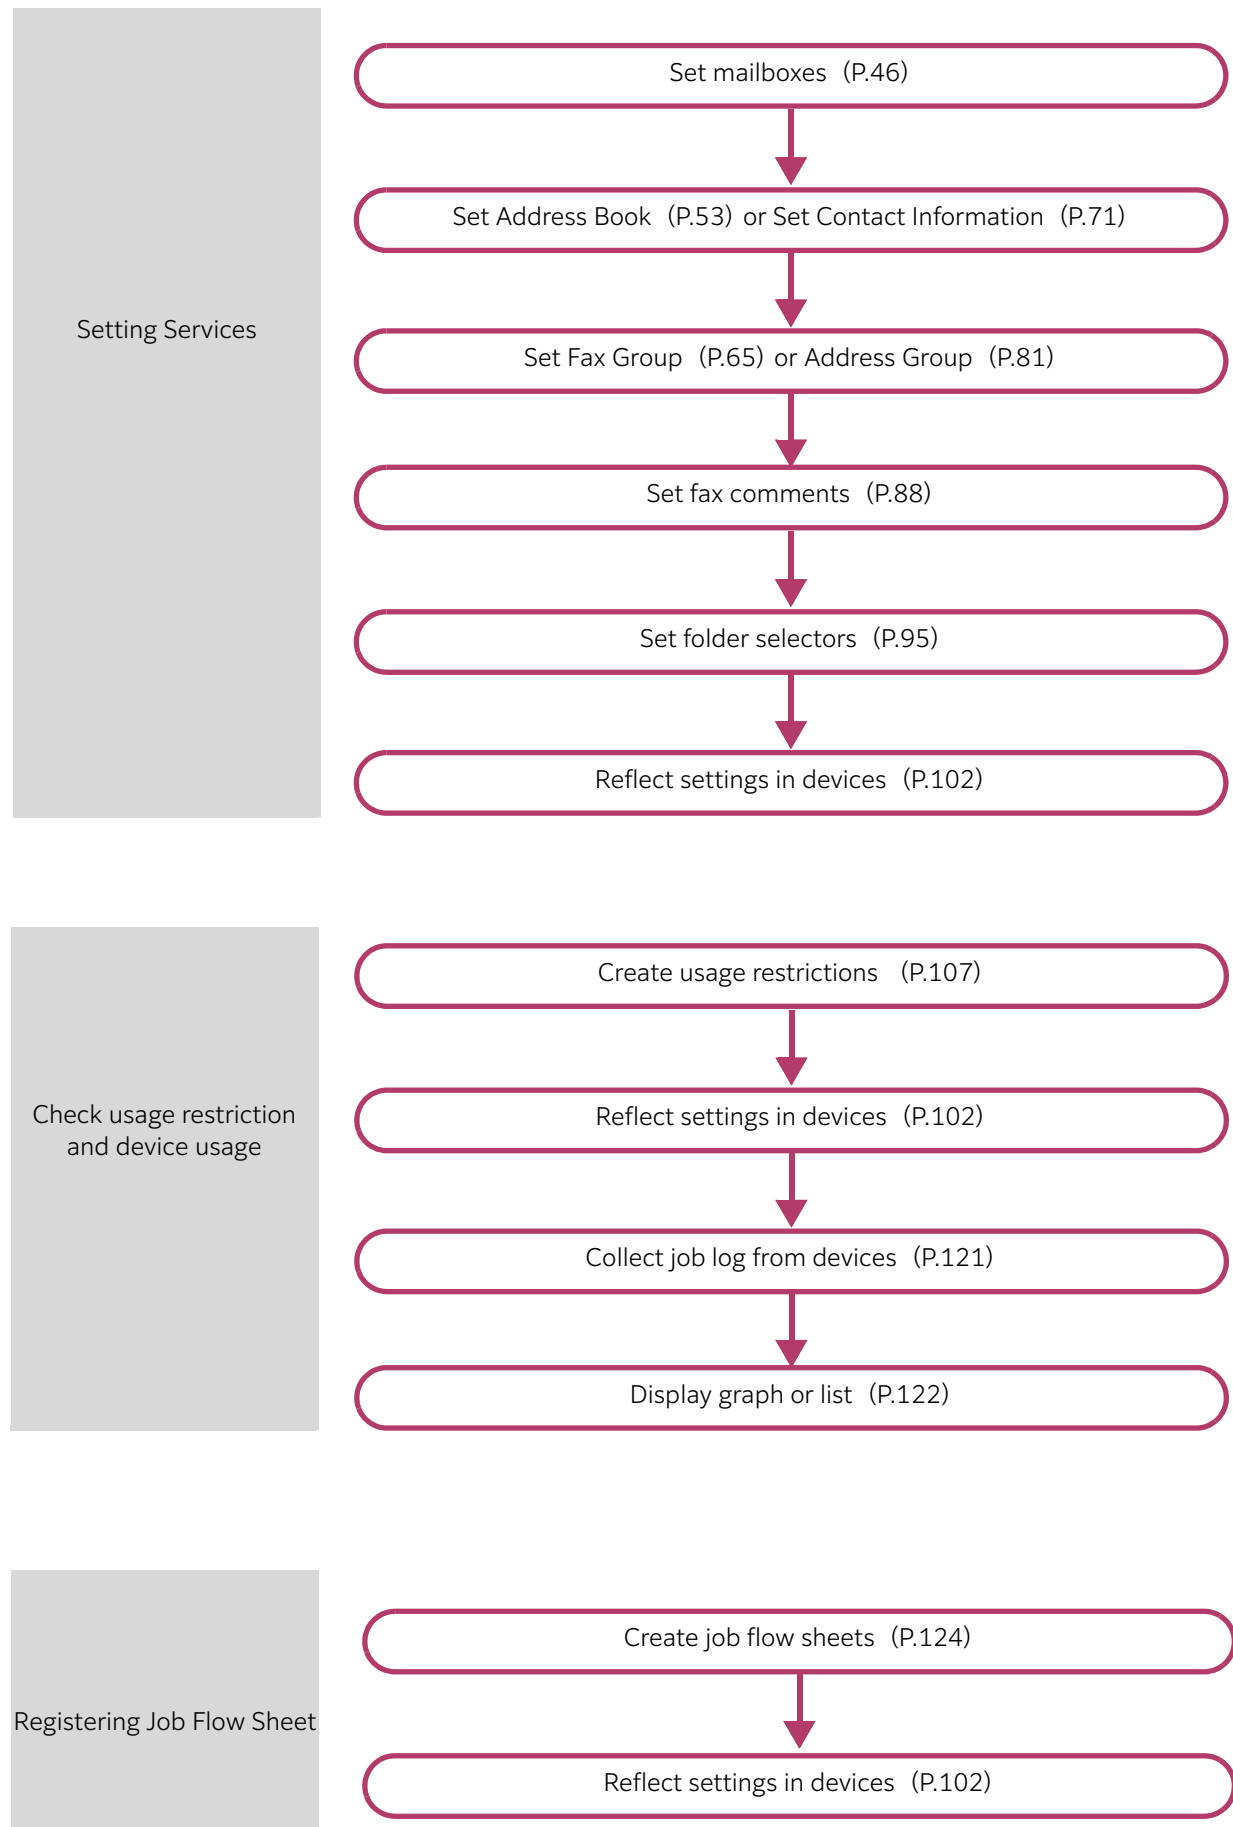 Setting Services
Set mailboxes (P.46)
Set Address Book (P.53) or Set Contact Information (P.71)
Set Fax Group (P.65) or Address Group (P.81)
Set fax comments (P.88)
Set folder selectors (P.95)
Reflect settings in devices (P.102)
Check usage restriction
and device usage
Create usage restrictions (P.107)
Reflect settings in devices (P.102)
Collect job log from devices (P.121)
Display graph or list (P.122)
Registering Job Flow Sheet
Create job flow sheets (P.124)
Reflect settings in devices (P.102)